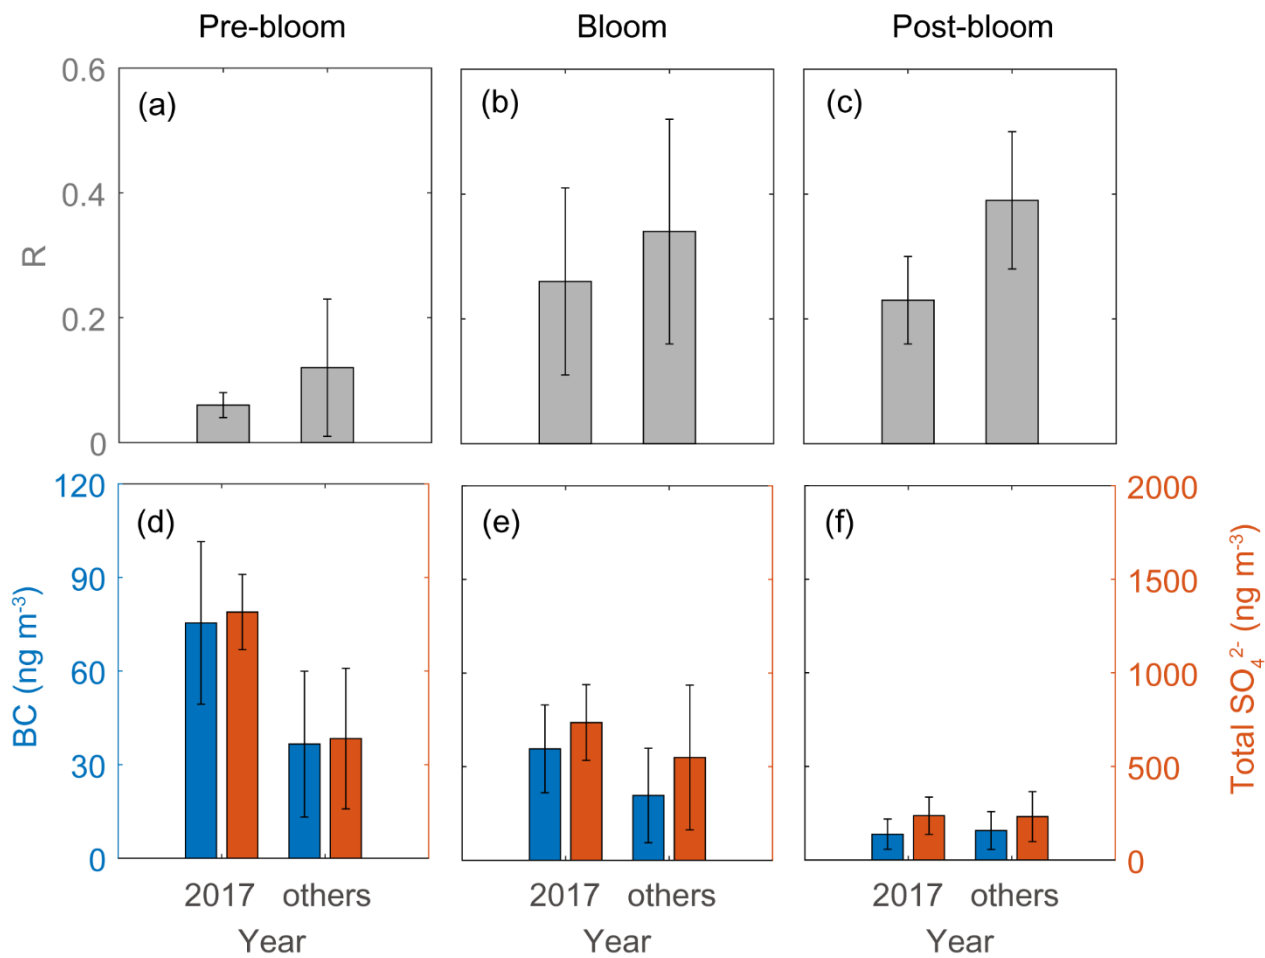 Pre-bloom
Bloom
Post-bloom
0.6
0.4
0.2
0
R
(a)
(b)
(c)
120
90
60
30
0
BC (ng m⁻³)
(d)
(e)
(f)
2000
1500
1000
500
0
Total SO₄²⁻ (ng m⁻³)
2017 others
2017 others
2017 others
Year
Year
Year